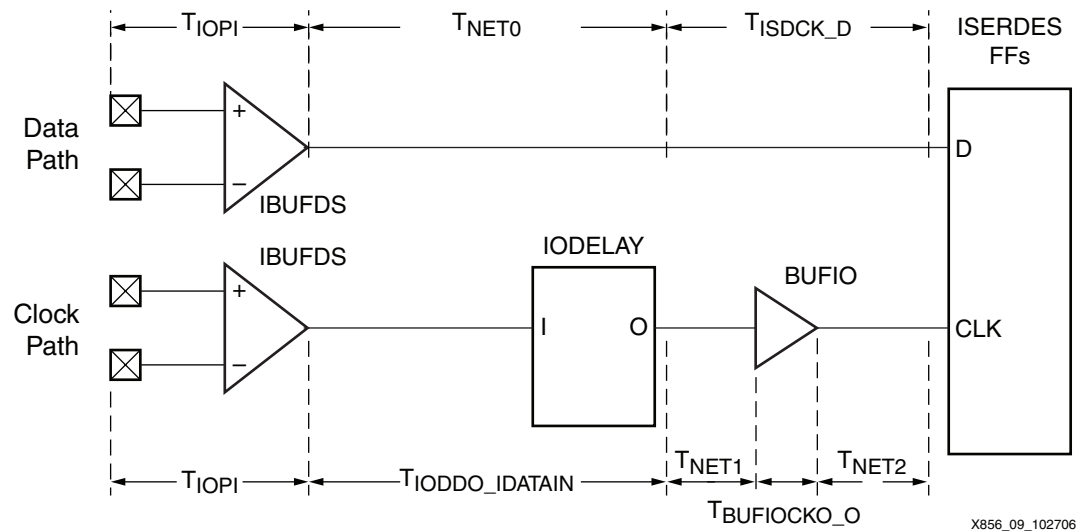 TIOPI
TNET0
TISDCK_D
ISERDES
FFs
Data
Path
+
−
IBUFDS
D
IBUFDS
IODELAY
BUFIO
Clock
Path
+
−
I
O
CLK
TIOPI
TIODDO_IDATAIN
TNET1
TNET2
TBUFIOCKO_O
X856_09_102706